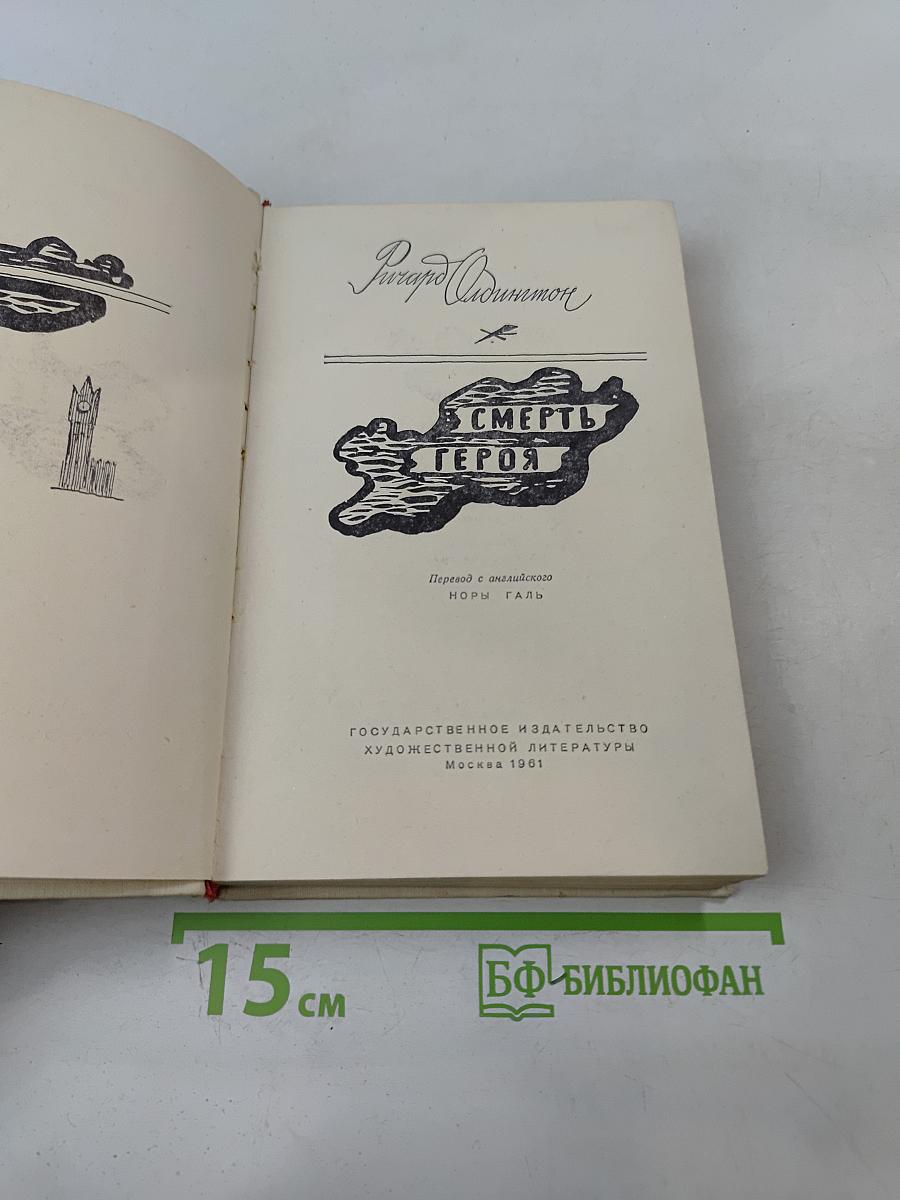 Ричард Олдингтон
СМЕРТЬ
ГЕРОЯ
Перевод с английского
НОРЫ ГАЛЬ
ГОСУДАРСТВЕННОЕ ИЗДАТЕЛЬСТВО
ХУДОЖЕСТВЕННОЙ ЛИТЕРАТУРЫ
Москва 1961
15 см
БФ БИБЛИОФАН